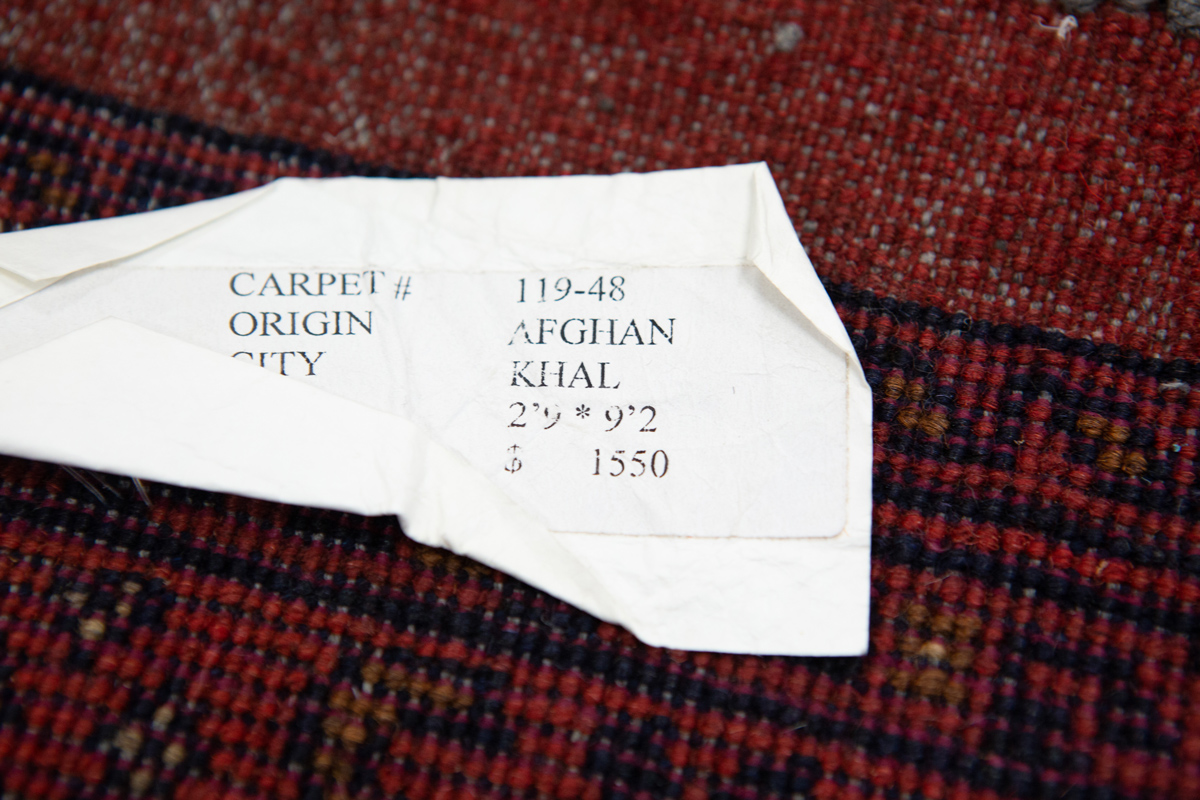 CARPET # 119-48
ORIGIN AFGHAN
CITY KHAL
2'9 * 9'2
$ 1550